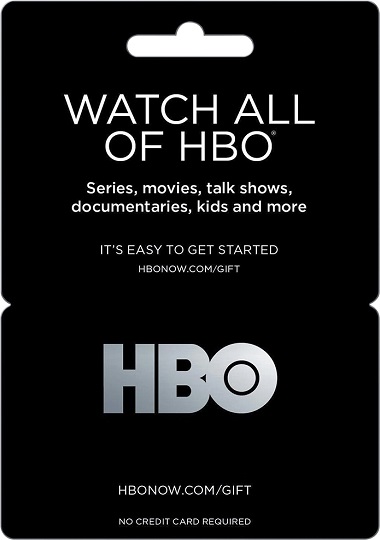 WATCH ALL
OF HBO®
Series, movies, talk shows,
documentaries, kids and more
IT'S EASY TO GET STARTED
HBONOW.COM/GIFT
HBO
HBONOW.COM/GIFT
NO CREDIT CARD REQUIRED